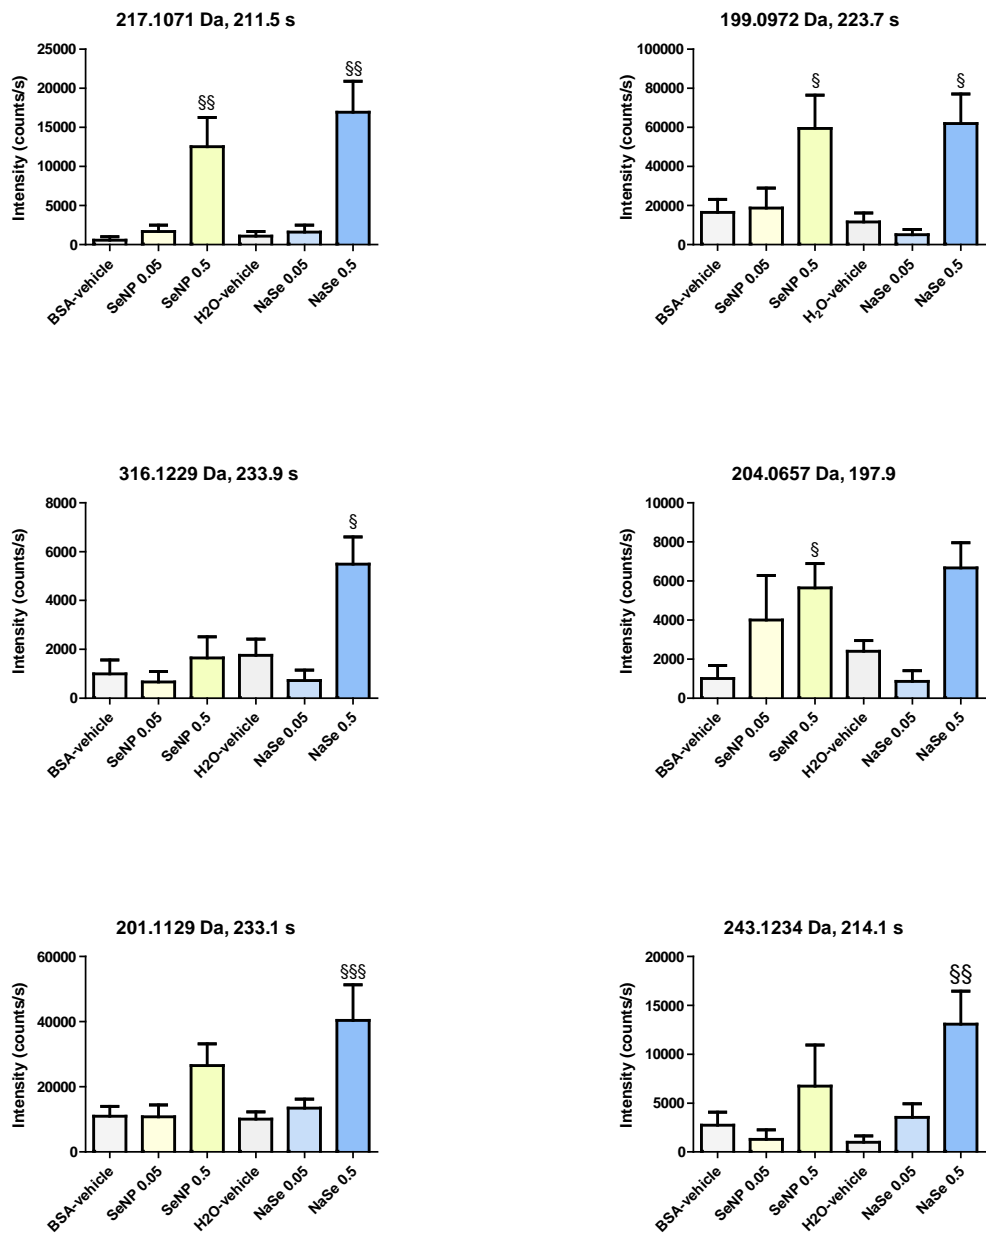 217.1071 Da, 211.5 s
Intensity (counts/s)
25000
20000
15000
10000
5000
0
§§
§§
BSA-vehicle
SeNP 0.05
SeNP 0.5
H2O-vehicle
NaSe 0.05
NaSe 0.5
199.0972 Da, 223.7 s
Intensity (counts/s)
100000
80000
60000
40000
20000
0
§
§
BSA-vehicle
SeNP 0.05
SeNP 0.5
H₂O-vehicle
NaSe 0.05
NaSe 0.5
316.1229 Da, 233.9 s
Intensity (counts/s)
8000
6000
4000
2000
0
§
BSA-vehicle
SeNP 0.05
SeNP 0.5
H2O-vehicle
NaSe 0.05
NaSe 0.5
204.0657 Da, 197.9
Intensity (counts/s)
10000
8000
6000
4000
2000
0
§
BSA-vehicle
SeNP 0.05
SeNP 0.5
H2O-vehicle
NaSe 0.05
NaSe 0.5
201.1129 Da, 233.1 s
Intensity (counts/s)
60000
40000
20000
0
§§§
BSA-vehicle
SeNP 0.05
SeNP 0.5
H2O-vehicle
NaSe 0.05
NaSe 0.5
243.1234 Da, 214.1 s
Intensity (counts/s)
20000
15000
10000
5000
0
§§
BSA-vehicle
SeNP 0.05
SeNP 0.5
H2O-vehicle
NaSe 0.05
NaSe 0.5